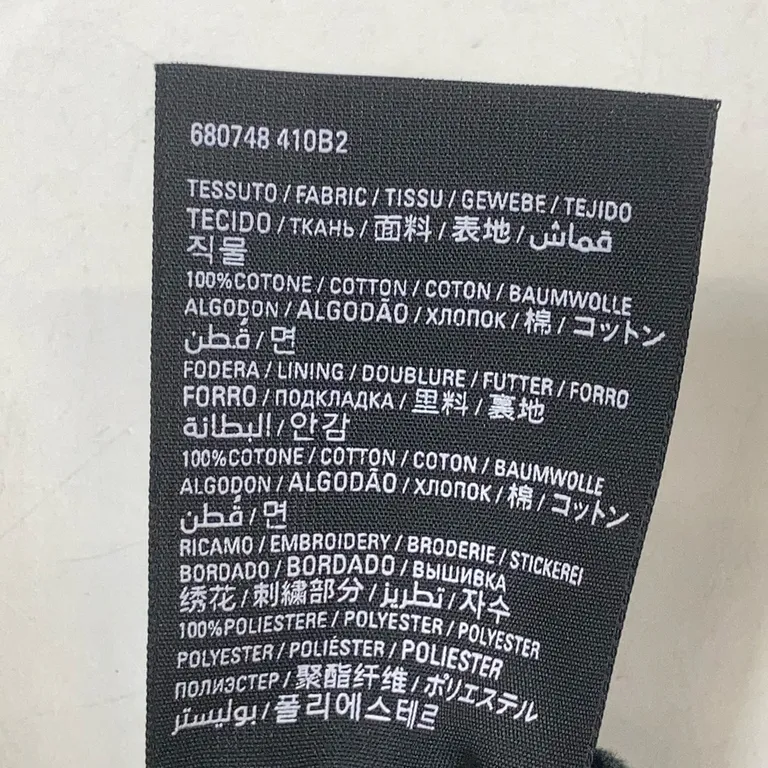 680748 410B2
TESSUTO / FABRIC / TISSU / GEWEBE / TEJIDO
TECIDO / ТКАНЬ / 面料 / 表地 / قماش
직물
100%COTONE / COTTON / COTON / BAUMWOLLE
ALGODON / ALGODÃO / ХЛОПОК / 棉 / コットン
قُطن / 면
FODERA / LINING / DOUBLURE / FUTTER / FORRO
FORRO / ПОДКЛАДКА / 里料 / 裏地
البطانة / 안감
100%COTONE / COTTON / COTON / BAUMWOLLE
ALGODON / ALGODÃO / ХЛОПОК / 棉 / コットン
قُطن / 면
RICAMO / EMBROIDERY / BRODERIE / STICKEREI
BORDADO / BORDADO / ВЫШИВКА
绣花 / 刺繍部分 / تطريز / 자수
100%POLIESTERE / POLYESTER / POLYESTER
POLYESTER / POLIÉSTER / POLIESTER
ПОЛИЭСТЕР / 聚酯纤维 / ポリエステル
بوليستر / 폴리에스테르